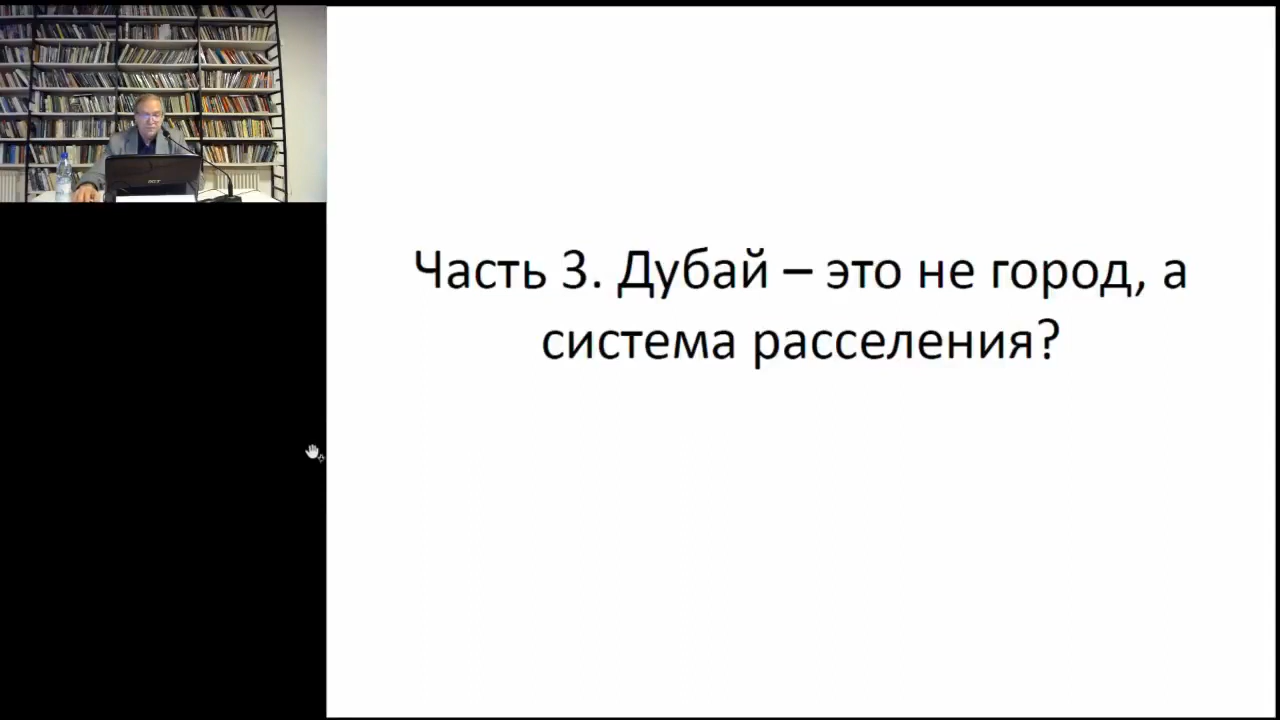 Часть 3. Дубай – это не город, а
система расселения?